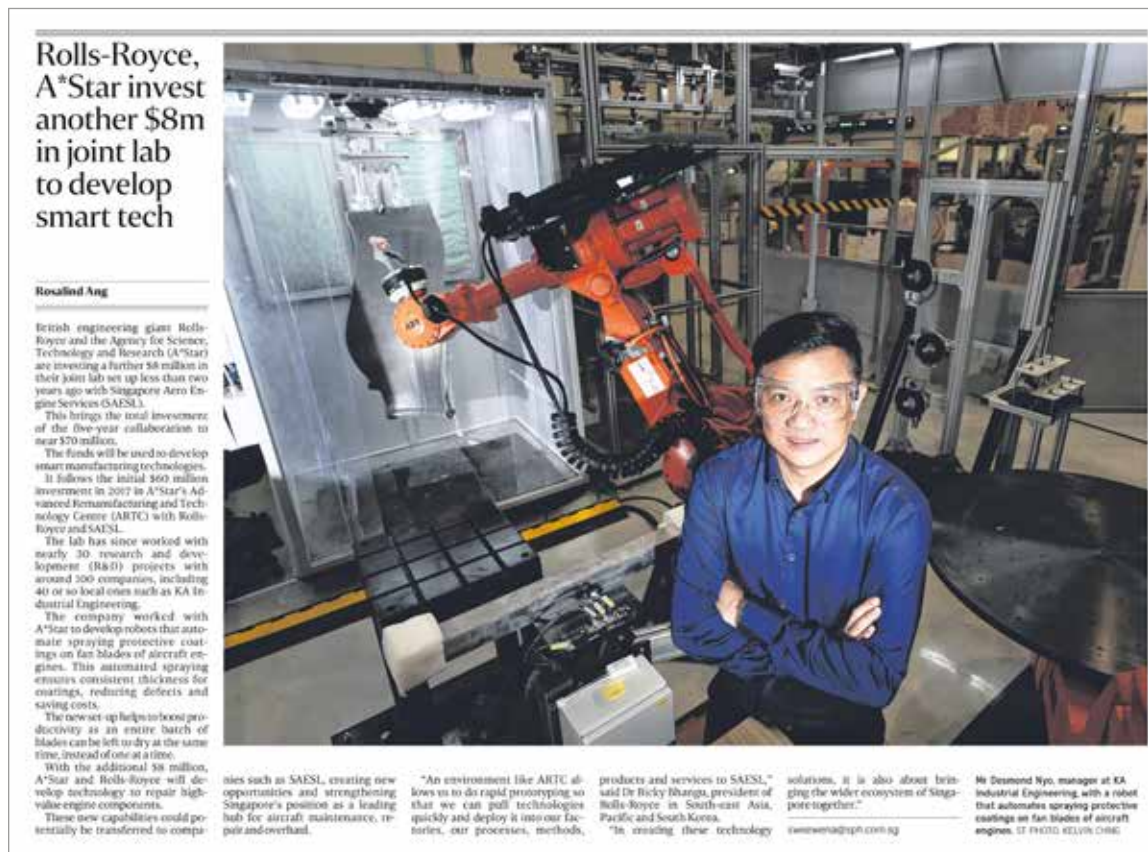 Rolls-Royce,
A*Star invest
another $8m
in joint lab
to develop
smart tech
Rosalind Ang
British engineering giant Rolls-
Royce and the Agency for Science,
Technology and Research (A*Star)
are investing a further $8 million in
their joint lab set up less than two
years ago with Singapore Aero En-
gine Services (SAESL).
This brings the total investment
of the five-year collaboration to
near $70 million.
The funds will be used to develop
smart manufacturing technologies.
It follows the initial $60 million
investment in 2017 in A*Star's Ad-
vanced Remanufacturing and Tech-
nology Centre (ARTC) with Rolls-
Royce and SAESL.
The lab has since worked with
nearly 30 research and deve-
lopment (R&D) projects with
around 100 companies, including
40 or so local ones such as KA In-
dustrial Engineering.
The company worked with
A*Star to develop robots that auto-
mate spraying protective coat-
ings on fan blades of aircraft en-
gines. This automated spraying
ensures consistent thickness for
coatings, reducing defects and
saving costs.
The new set-up helps to boost pro-
ductivity as an entire batch of
blades can be left to dry at the same
time, instead of one at a time.
With the additional $8 million,
A*Star and Rolls-Royce will de-
velop technology to repair high-
value engine components.
These new capabilities could po-
tentially be transferred to compa-
nies such as SAESL, creating new
opportunities and strengthening
Singapore's position as a leading
hub for aircraft maintenance, re-
pair and overhaul.
"An environment like ARTC al-
lows us to do rapid prototyping so
that we can pull technologies
quickly and deploy it into our fac-
tories, our processes, methods,
products and services to SAESL,"
said Dr Bicky Bhangu, president of
Rolls-Royce in South-east Asia,
Pacific and South Korea.
"In creating these technology
solutions, it is also about brin-
ging the wider ecosystem of Singa-
pore together."
sweewenа@sph.com.sg
Mr Desmond Nyo, manager at KA
Industrial Engineering, with a robot
that automates spraying protective
coatings on fan blades of aircraft
engines. ST PHOTO: KELVIN CHNG
ABB